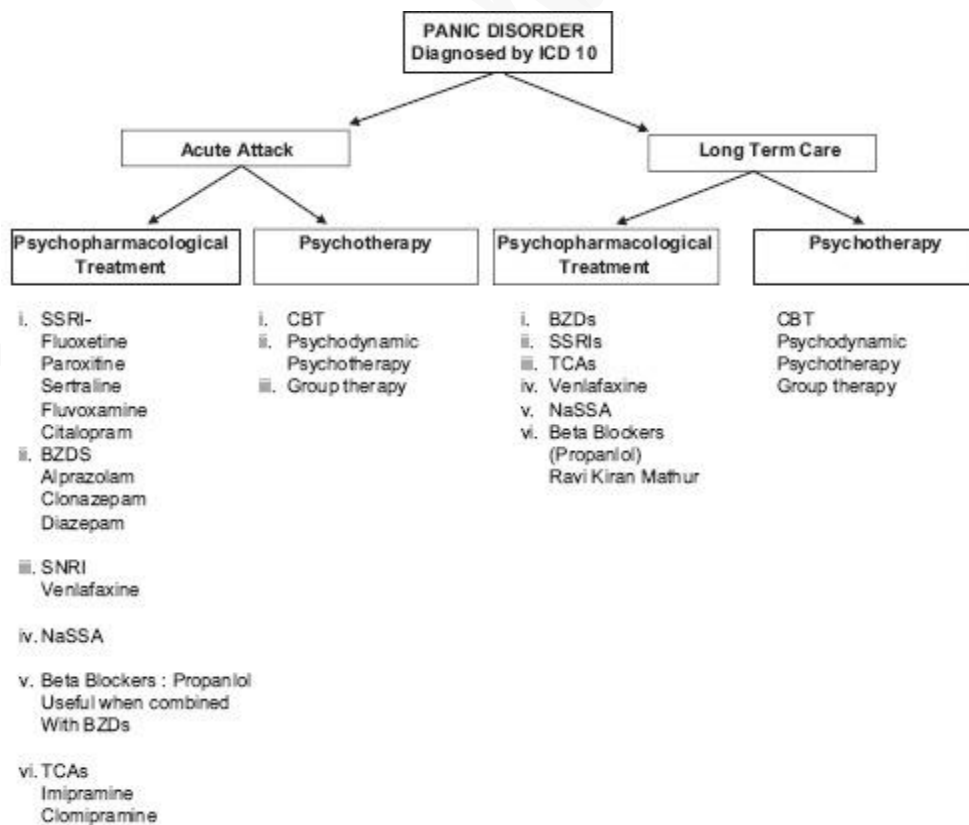 PANIC DISORDER
Diagnosed by ICD 10
Acute Attack
Long Term Care
Psychopharmacological
Treatment
Psychotherapy
Psychopharmacological
Treatment
Psychotherapy
i. SSRI-
Fluoxetine
Paroxitine
Sertraline
Fluvoxamine
Citalopram
ii. BZDS
Alprazolam
Clonazepam
Diazepam
iii. SNRI
Venlafaxine
iv. NaSSA
v. Beta Blockers : Propanlol
Useful when combined
With BZDs
vi. TCAs
Imipramine
Clomipramine
i. CBT
ii. Psychodynamic
Psychotherapy
iii. Group therapy
i. BZDs
ii. SSRIs
iii. TCAs
iv. Venlafaxine
v. NaSSA
vi. Beta Blockers
(Propanlol)
Ravi Kiran Mathur
CBT
Psychodynamic
Psychotherapy
Group therapy